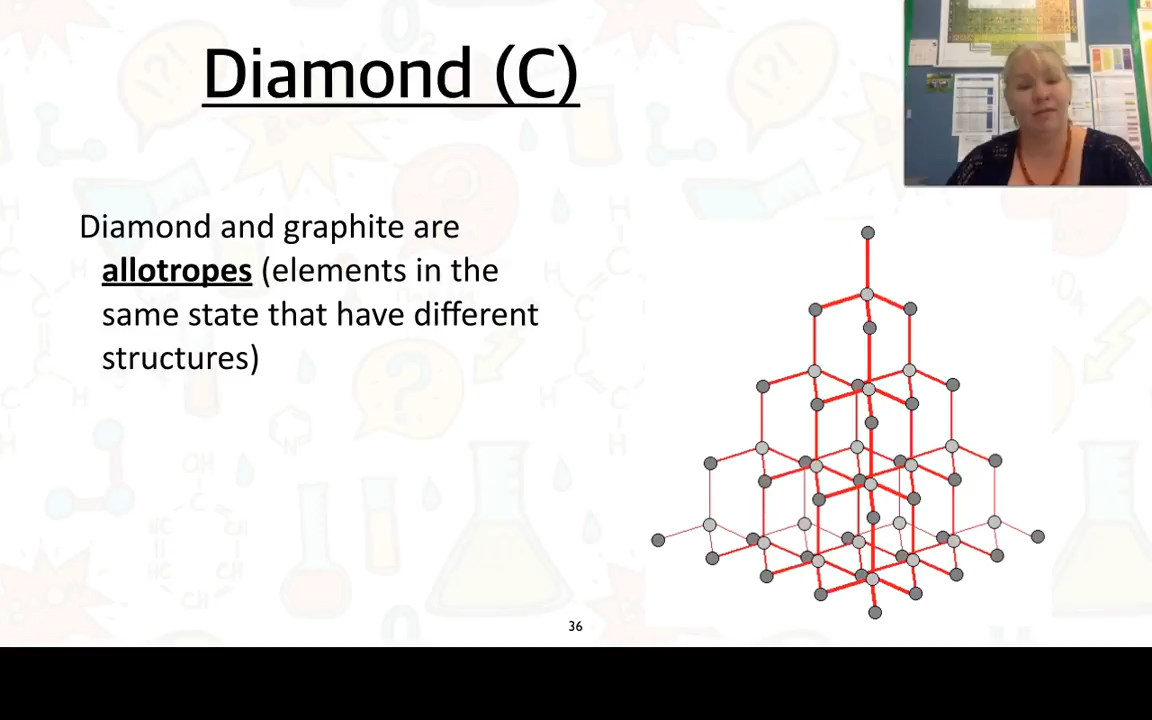 Diamond (C)
Diamond and graphite are
allotropes (elements in the
same state that have different
structures)
36